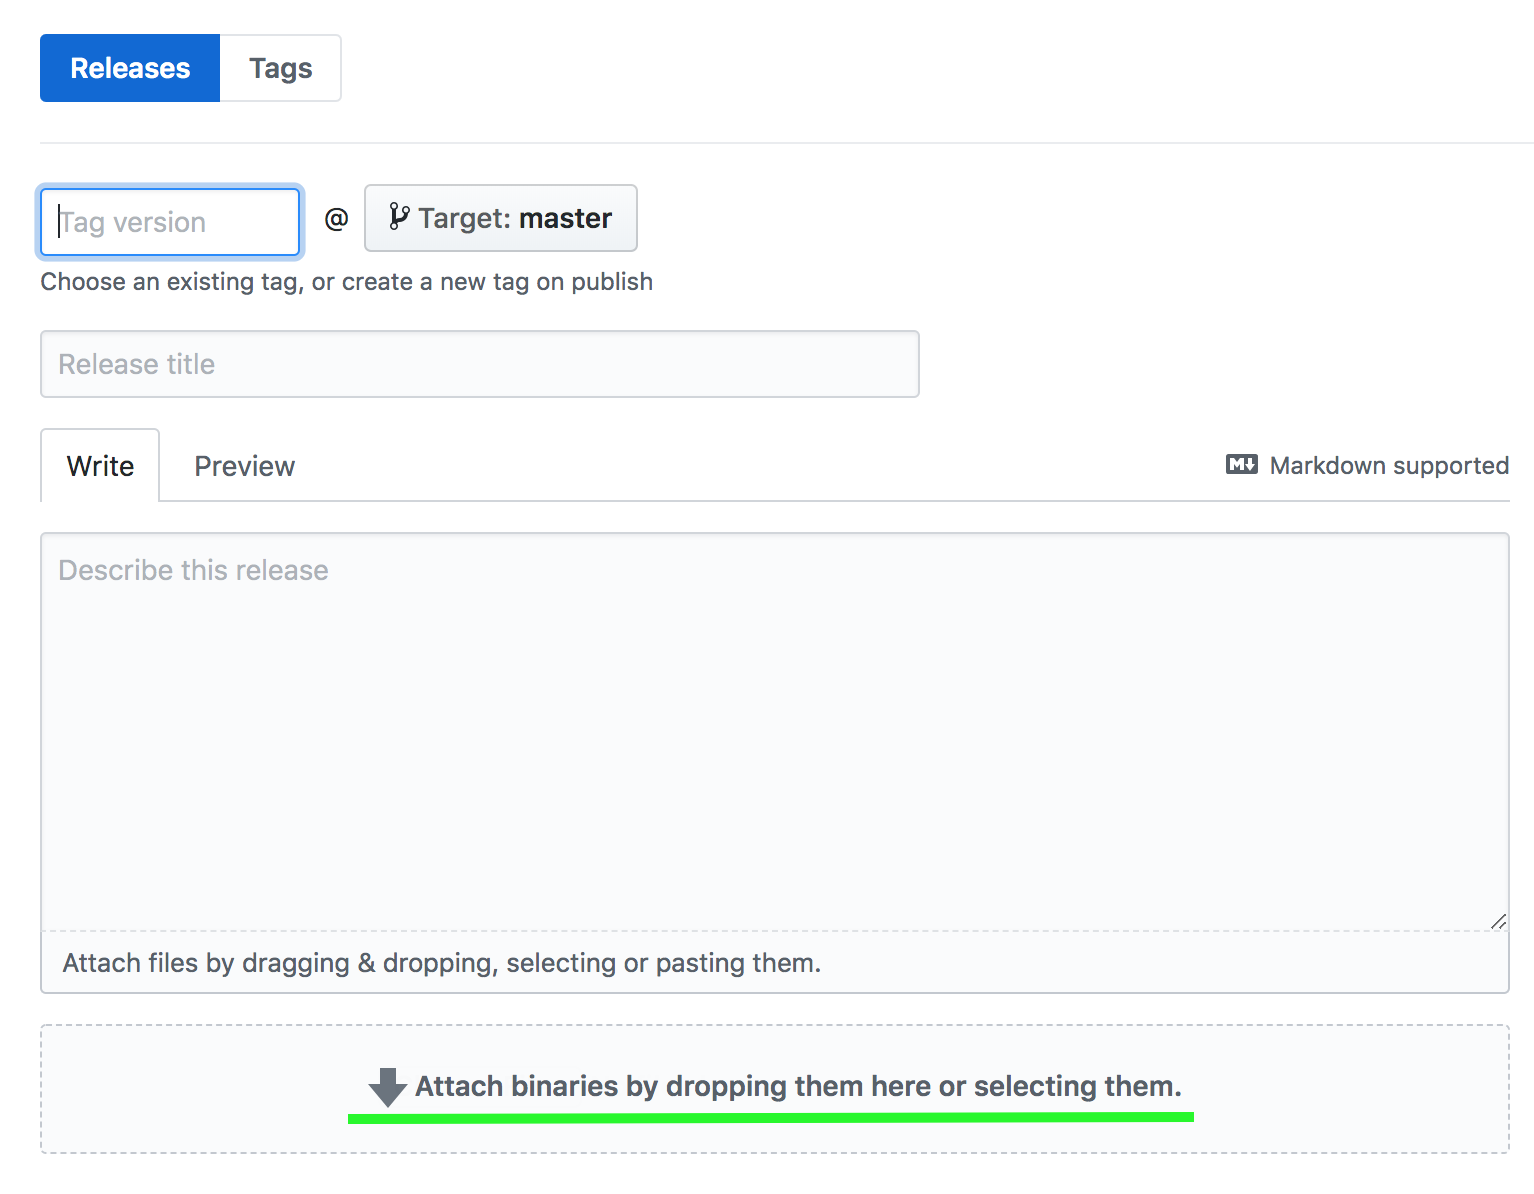 Releases Tags
Tag version @ Target: master
Choose an existing tag, or create a new tag on publish
Release title
Write Preview M Markdown supported
Describe this release
Attach files by dragging & dropping, selecting or pasting them.
Attach binaries by dropping them here or selecting them.